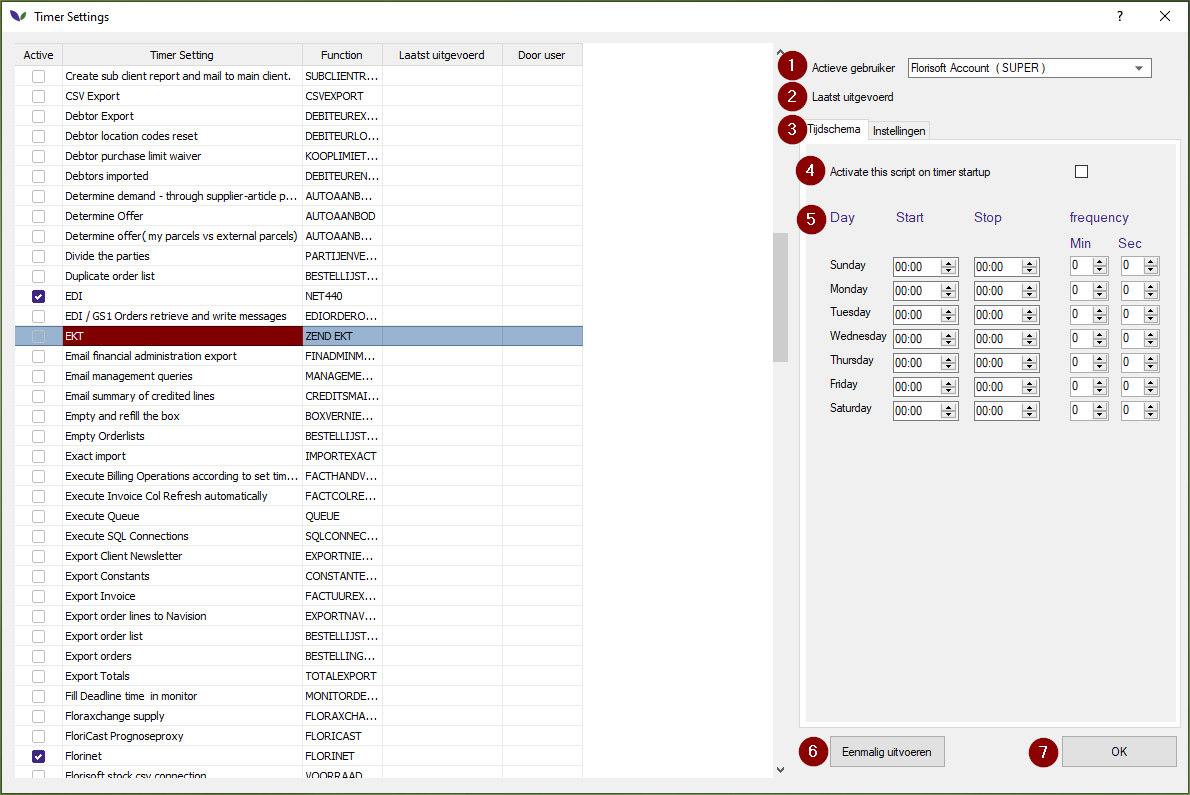 Timer Settings ?
Active Timer Setting Function Laatst uitgevoerd Door user
Create sub client report and mail to main client. SUBCLIENTR...
CSV Export CSVEXPORT
Debtor Export DEBITEUREX...
Debtor location codes reset DEBITEURLO...
Debtor purchase limit waiver KOOPLIMIET...
Debtors imported DEBITEUREN...
Determine demand - through supplier-article p... AUTOAANB...
Determine Offer AUTOAANBOD
Determine offer( my parcels vs external parcels) AUTOAANB...
Divide the parties PARTIJENVE...
Duplicate order list BESTELLIJST...
EDI NET440
EDI / GS1 Orders retrieve and write messages EDIORDERO...
EKT ZEND EKT
Email financial administration export FINADMINM...
Email management queries MANAGEME...
Email summary of credited lines CREDITSMAI...
Empty and refill the box BOXVERNIE...
Empty Orderlists BESTELLIJST...
Exact import IMPORTEXACT
Execute Billing Operations according to set tim... FACTHANDV...
Execute Invoice Col Refresh automatically FACTCOLRE...
Execute Queue QUEUE
Execute SQL Connections SQLCONNEC...
Export Client Newsletter EXPORTNIE...
Export Constants CONSTANTE...
Export Invoice FACTUUREX...
Export order lines to Navision EXPORTNAV...
Export order list BESTELLIJST...
Export orders BESTELLING...
Export Totals TOTALEXPORT
Fill Deadline time in monitor MONITORDE...
Floraxchange supply FLORAXCHA...
FloriCast Prognoseproxy FLORICAST
Florinet FLORINET
Florisoft stock csv connection VOORRAAD
1 Actieve gebruiker Florisoft Account ( SUPER )
2 Laatst uitgevoerd
3 Tijdschema Instellingen
4 Activate this script on timer startup
5 Day Start Stop frequency
Min Sec
Sunday 00:00 00:00 0 0
Monday 00:00 00:00 0 0
Tuesday 00:00 00:00 0 0
Wednesday 00:00 00:00 0 0
Thursday 00:00 00:00 0 0
Friday 00:00 00:00 0 0
Saturday 00:00 00:00 0 0
6 Eenmalig uitvoeren 7 OK